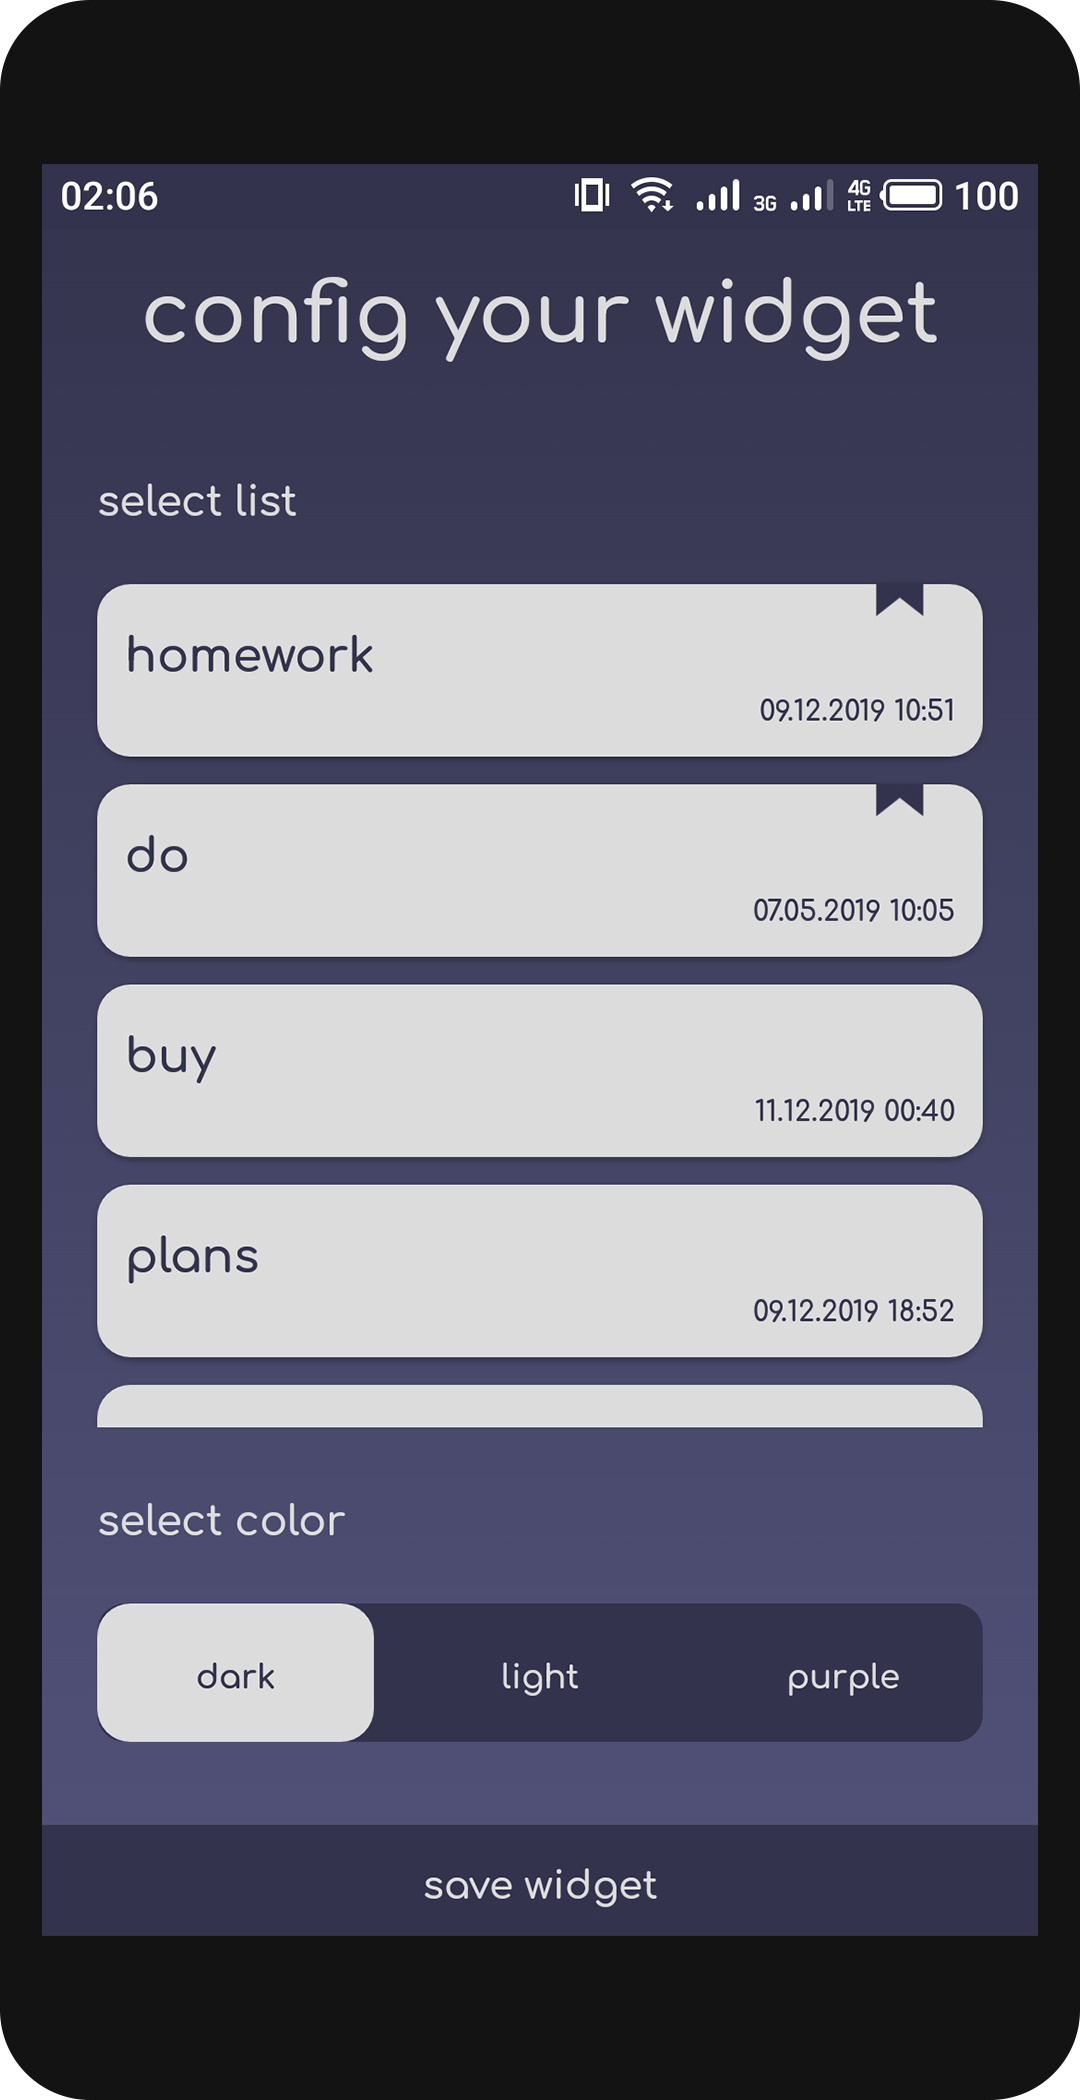 02:06 3G 4G LTE 100
config your widget
select list
homework
09.12.2019 10:51
do
07.05.2019 10:05
buy
11.12.2019 00:40
plans
09.12.2019 18:52
select color
dark light purple
save widget